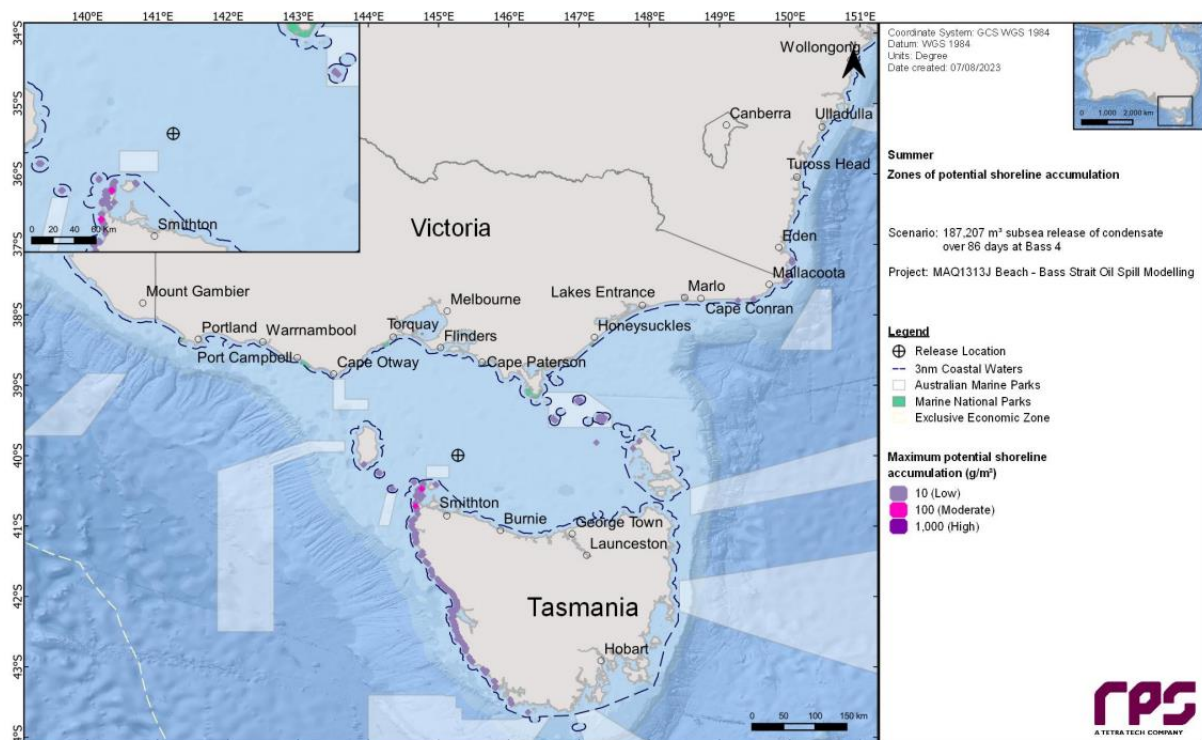 140°E 141°E 142°E 143°E 144°E 145°E 146°E 147°E 148°E 149°E 150°E 151°E
34°S
35°S
36°S
37°S
38°S
39°S
40°S
41°S
42°S
43°S
44°S
Smithton
0 20 40 60 80 Km
Wollongong
Canberra
Ulladulla
Tuross Head
Victoria
Eden
Mallacoota
Mount Gambier
Melbourne
Lakes Entrance
Marlo
Cape Conran
Portland
Warrnambool
Torquay
Flinders
Honeysuckles
Port Campbell
Cape Otway
Cape Paterson
Smithton
Burnie
George Town
Launceston
Tasmania
Hobart
0 50 100 150 km
Coordinate System: GCS WGS 1984
Datum: WGS 1984
Units: Degree
Date created: 07/08/2023
0 1,000 2,000 km
Summer
Zones of potential shoreline accumulation
Scenario: 187,207 m³ subsea release of condensate
over 86 days at Bass 4
Project: MAQ1313J Beach - Bass Strait Oil Spill Modelling
Legend
Release Location
3nm Coastal Waters
Australian Marine Parks
Marine National Parks
Exclusive Economic Zone
Maximum potential shoreline
accumulation (g/m²)
10 (Low)
100 (Moderate)
1,000 (High)
rps
A TETRA TECH COMPANY